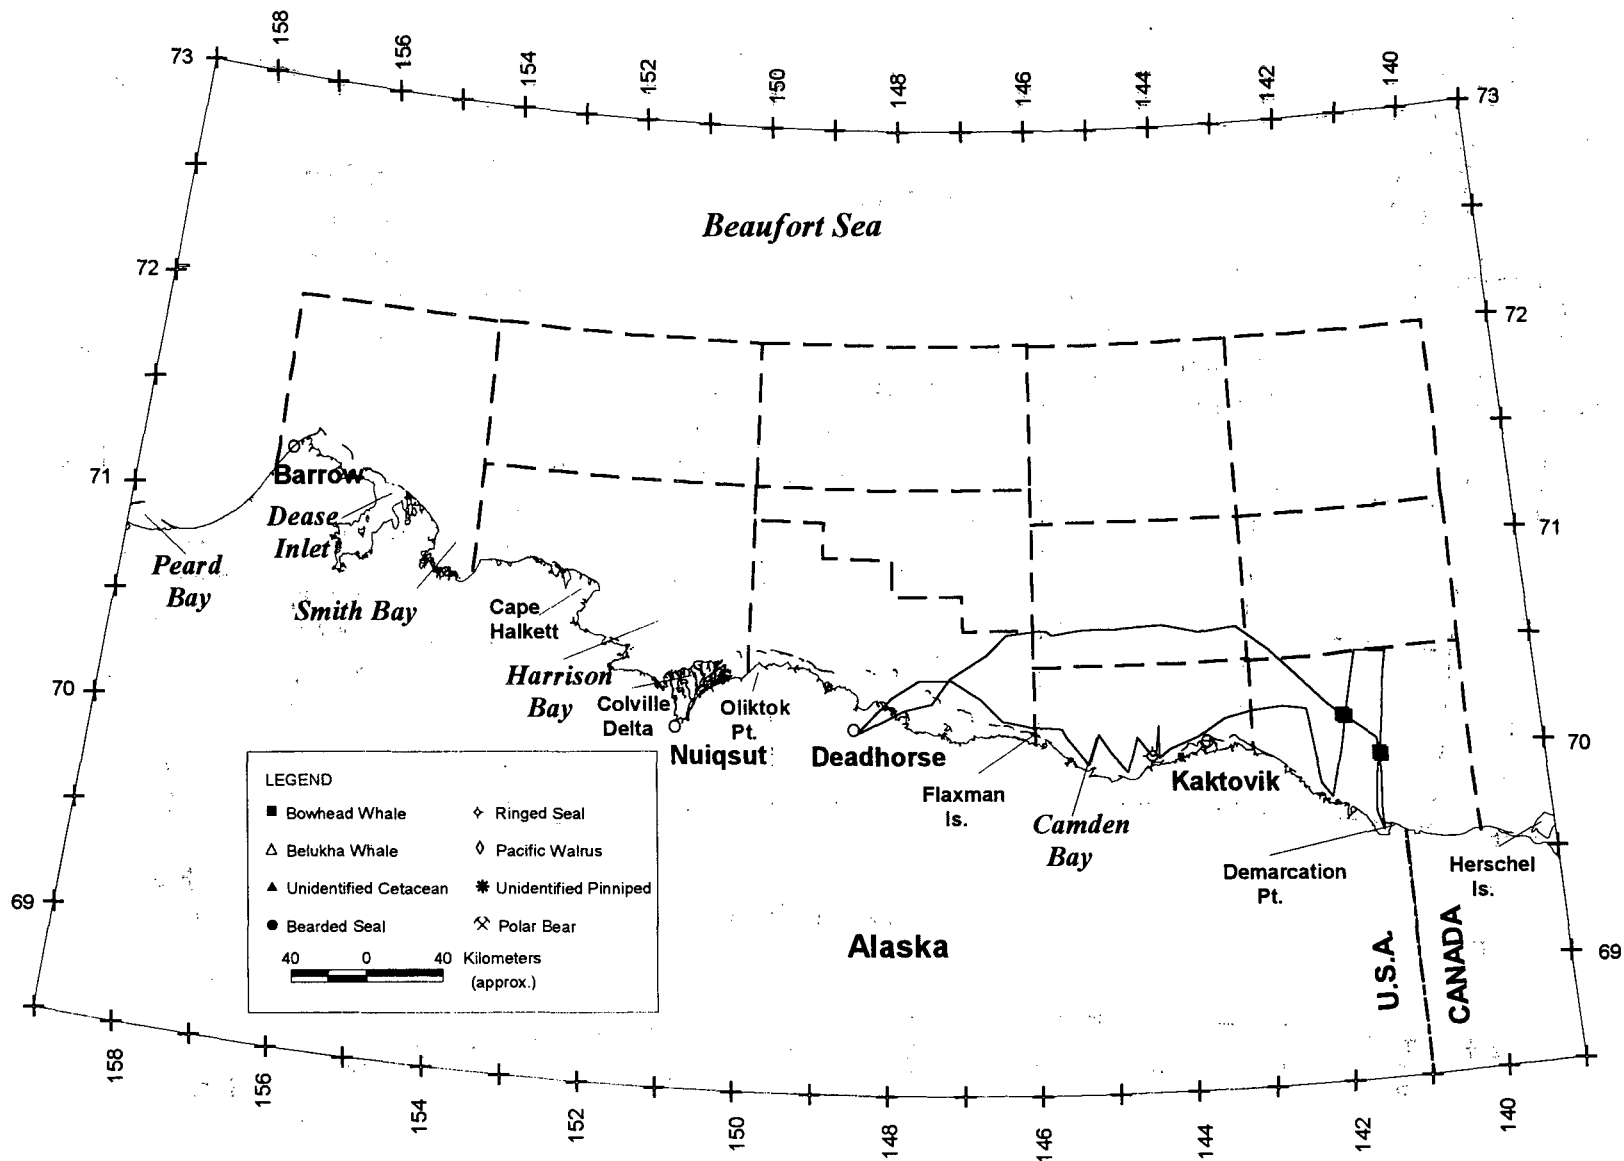 158
156
154
152
150
148
146
144
142
140
73
73
Beaufort Sea
72
72
71
Barrow
Dease
Inlet
71
Peard
Bay
Smith Bay
Cape
Halkett
Harrison
Bay
70
Colville
Delta
Oliktok
Pt.
Nuiqsut
Deadhorse
70
Kaktovik
Flaxman
Is.
Camden
Bay
Demarcation
Pt.
Herschel
Is.
LEGEND
Bowhead Whale
Ringed Seal
Belukha Whale
Pacific Walrus
Unidentified Cetacean
Unidentified Pinniped
Bearded Seal
Polar Bear
40 0 40 Kilometers
(approx.)
69
Alaska
U.S.A.
CANADA
69
158
156
154
152
150
148
146
144
142
140